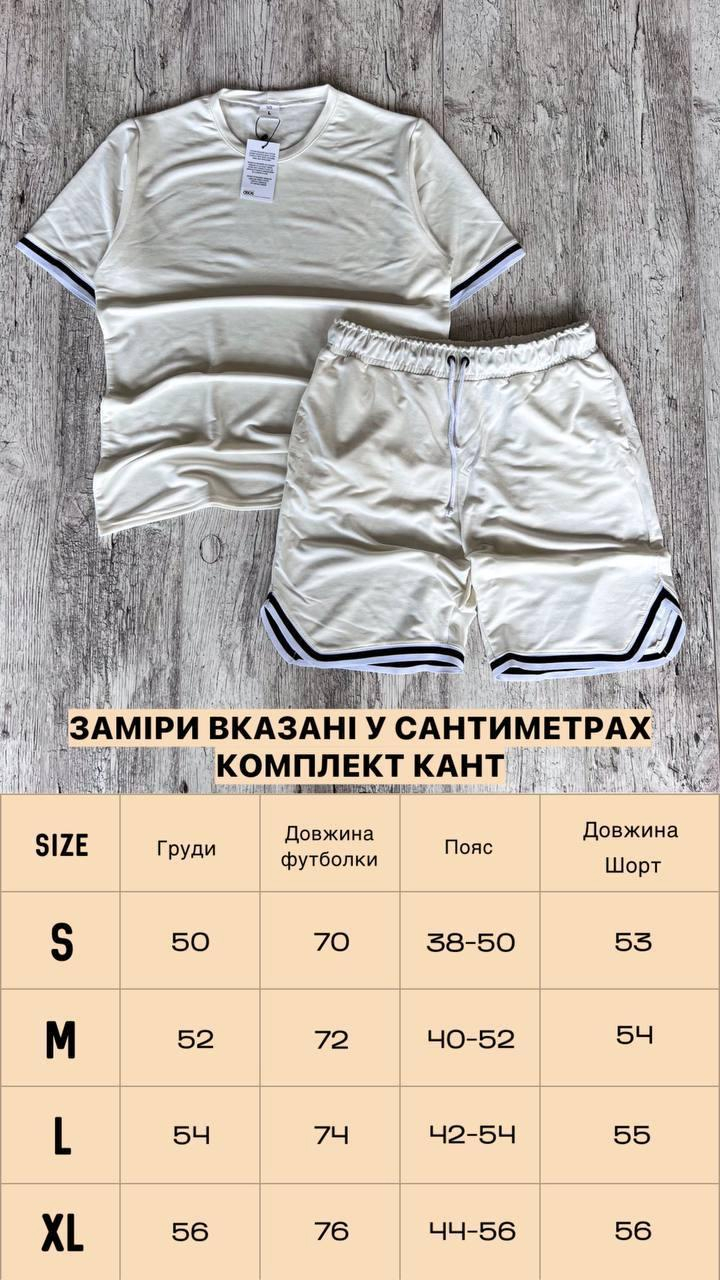 L
asos
ЗАМІРИ ВКАЗАНІ У САНТИМЕТРАХ
КОМПЛЕКТ КАНТ
SIZE Груди Довжина футболки Пояс Довжина Шорт
S 50 70 38-50 53
M 52 72 40-52 54
L 54 74 42-54 55
XL 56 76 44-56 56